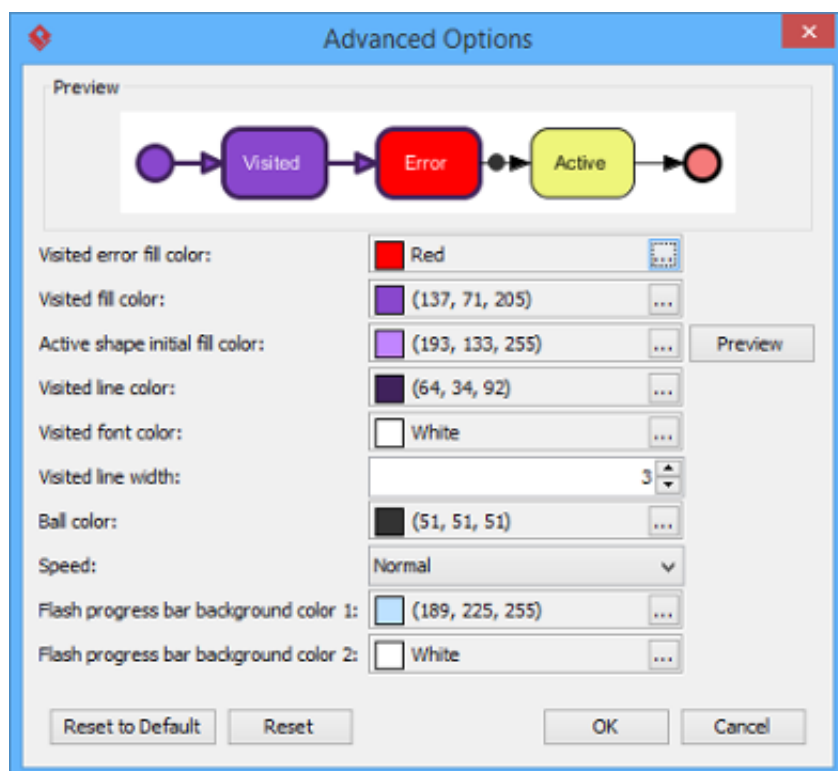 Advanced Options
Preview
Visited Error Active
Visited error fill color: Red ...
Visited fill color: (137, 71, 205) ...
Active shape initial fill color: (193, 133, 255) ... Preview
Visited line color: (64, 34, 92) ...
Visited font color: White ...
Visited line width: 3
Ball color: (51, 51, 51) ...
Speed: Normal
Flash progress bar background color 1: (189, 225, 255) ...
Flash progress bar background color 2: White ...
Reset to Default Reset OK Cancel